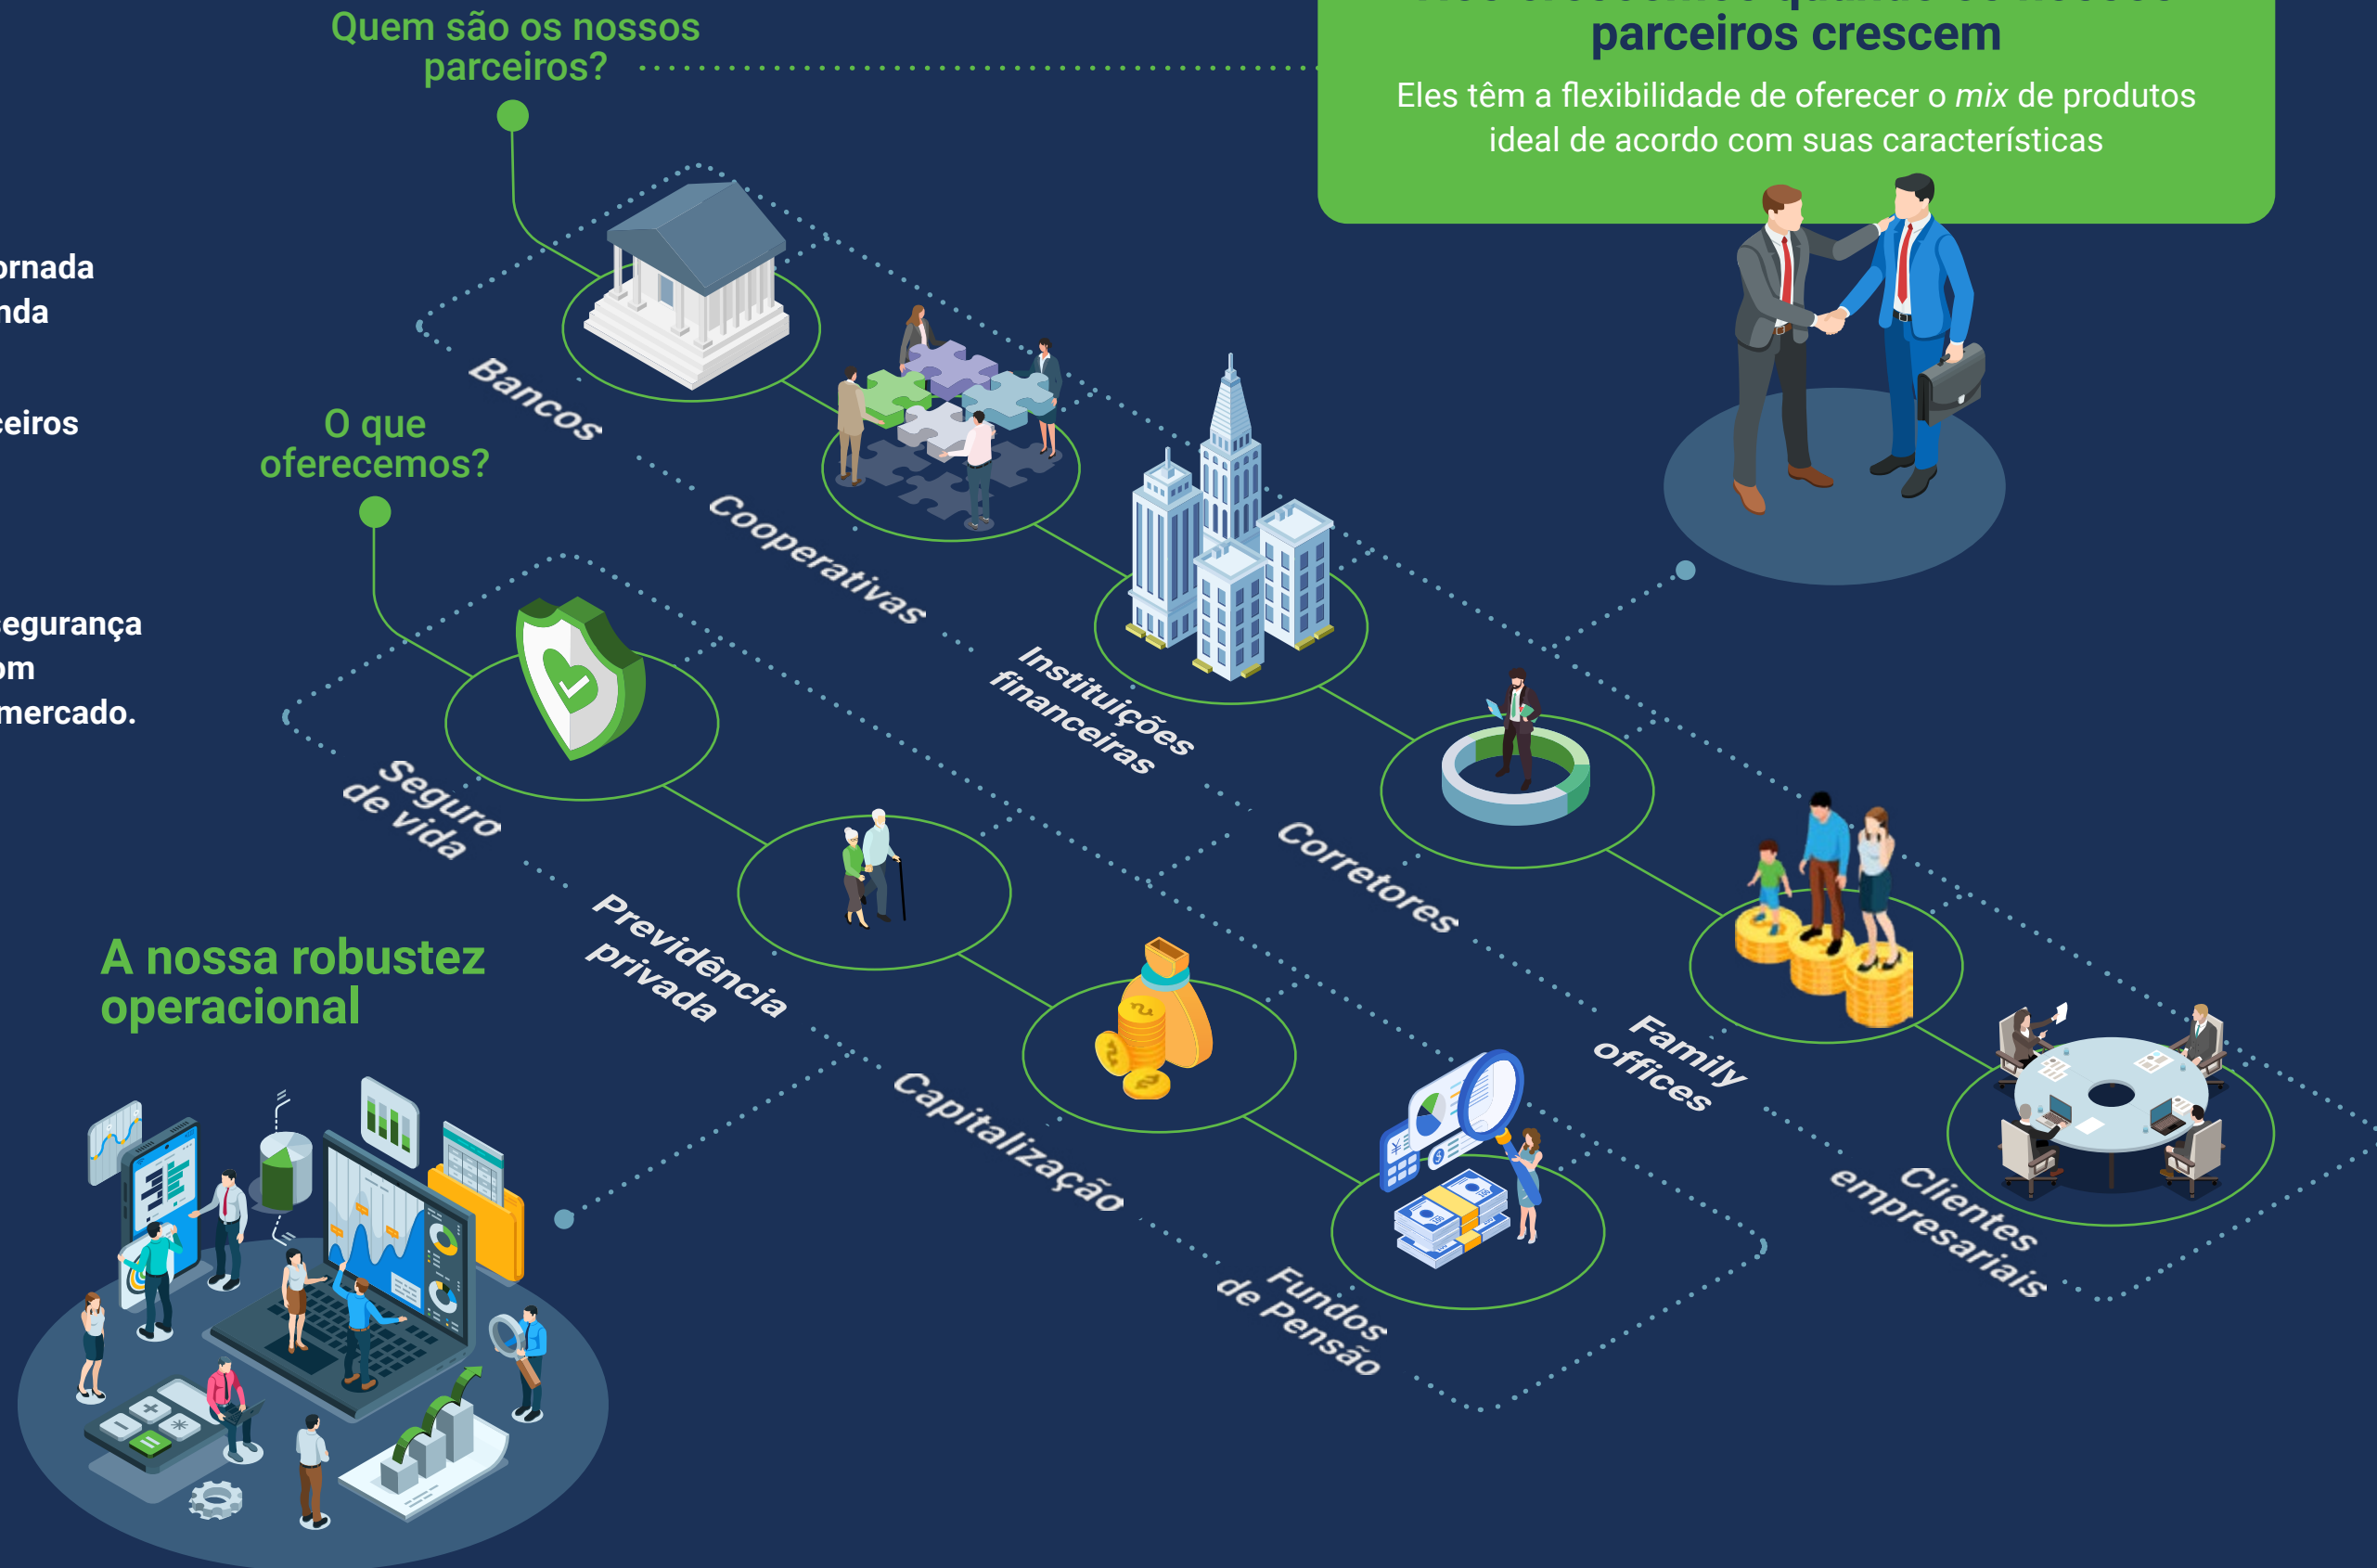 Quem são os nossos
parceiros?
parceiros crescem
Eles têm a flexibilidade de oferecer o mix de produtos
ideal de acordo com suas características
Bancos
Cooperativas
Instituições
financeiras
Corretores
Family
offices
Clientes
empresariais
O que
oferecemos?
Seguro
de vida
Previdência
privada
Capitalização
Fundos
de Pensão
mercado.
A nossa robustez
operacional